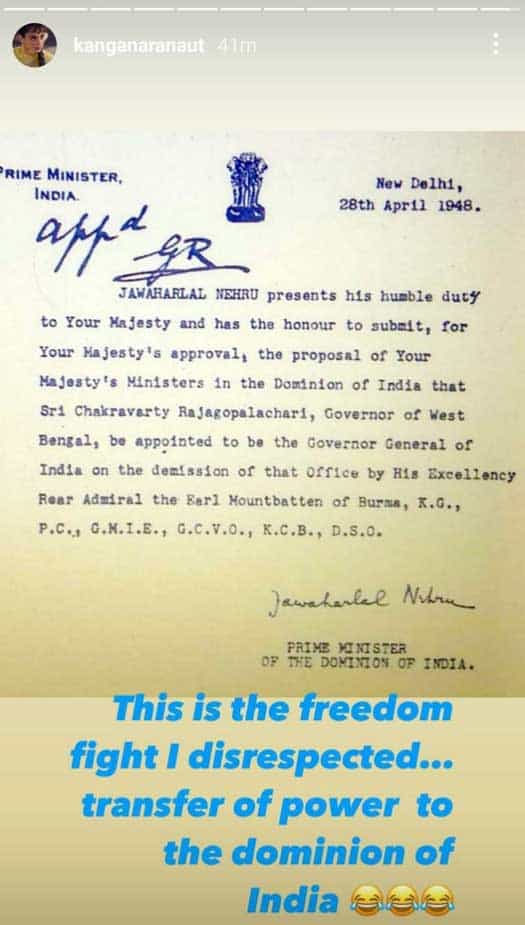 kanganaranaut 41m
PRIME MINISTER,
INDIA.
New Delhi,
28th April 1948.
app d
GR
JAWAHARLAL NEHRU presents his humble duty
to Your Majesty and has the honour to submit, for
Your Majesty's approval, the proposal of Your
Majesty's Ministers in the Dominion of India that
Sri Chakravarty Rajagopalachari, Governor of West
Bengal, be appointed to be the Governor General of
India on the demission of that Office by His Excellency
Rear Admiral the Earl Mountbatten of Burma, K.G.,
P.C., G.M.I.E., G.C.V.O., K.C.B., D.S.O.
Jawaharlal Nehru
PRIME MINISTER
OF THE DOMINION OF INDIA.
This is the freedom
fight I disrespected...
transfer of power to
the dominion of
India 😂😂😂